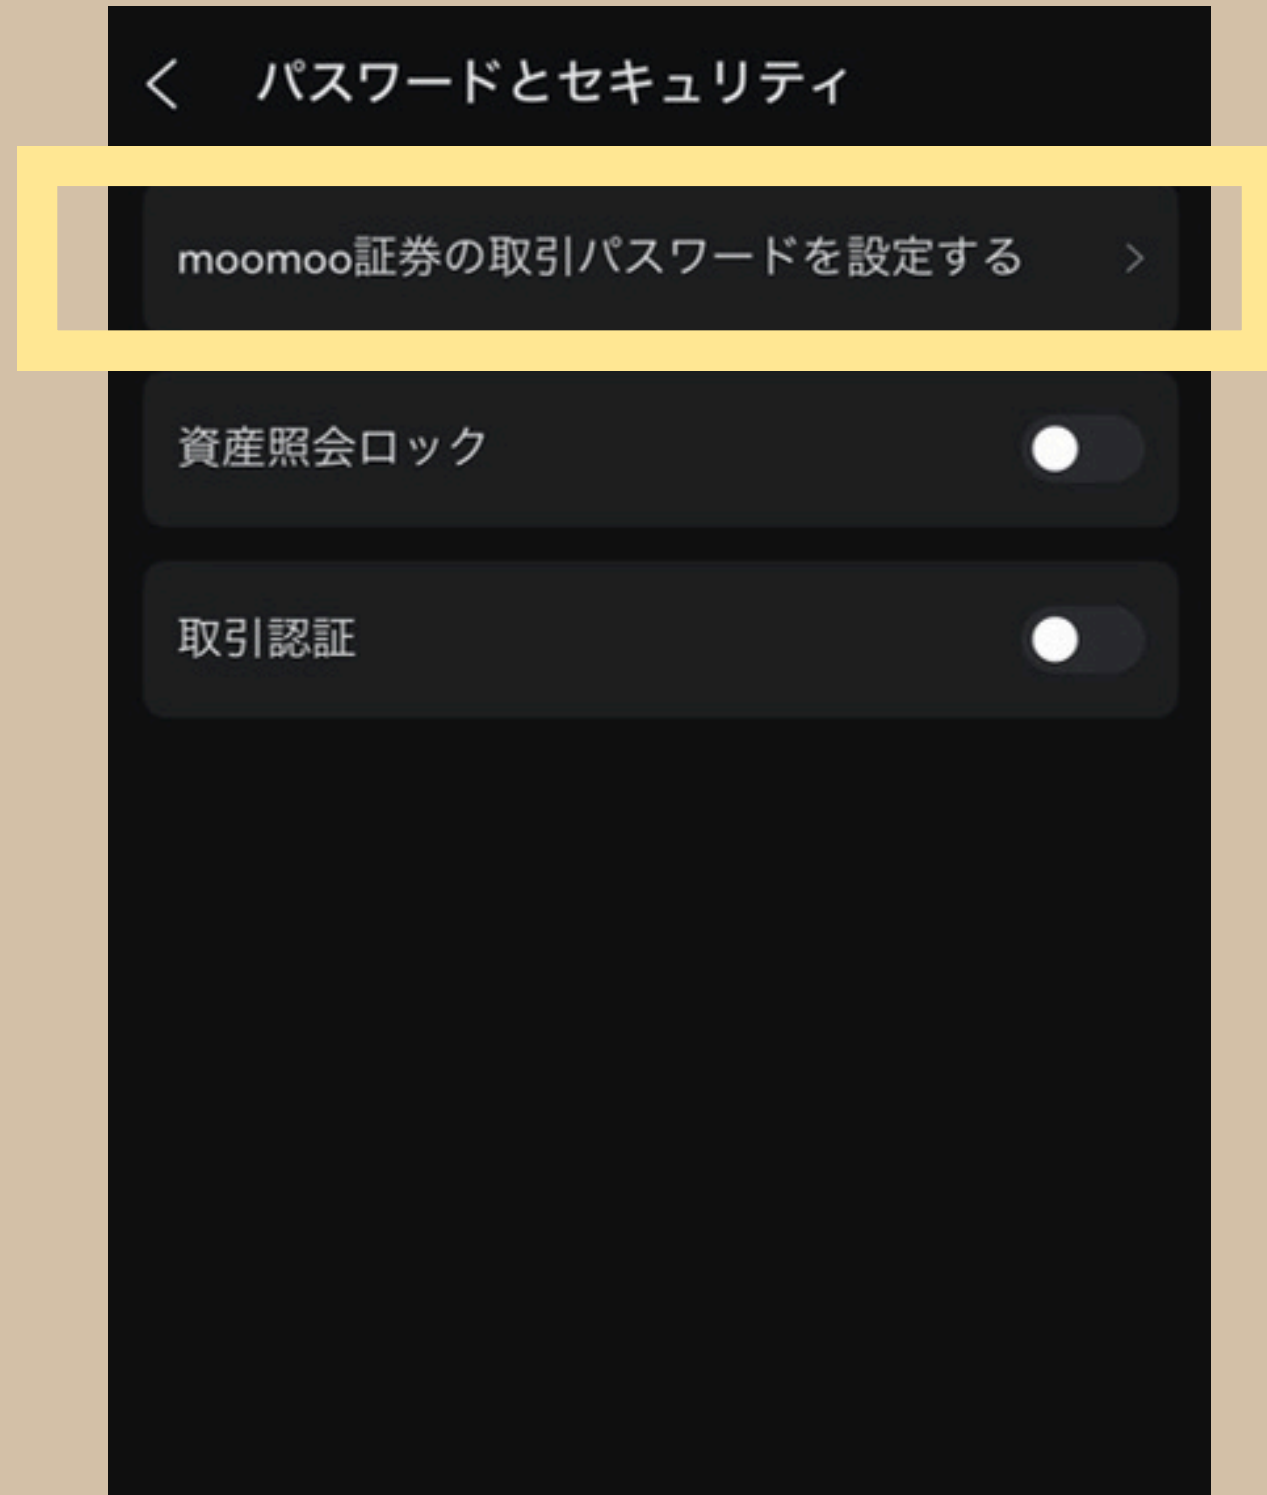 パスワードとセキュリティ
moomoo証券の取引パスワードを設定する
資産照会ロック
取引認証